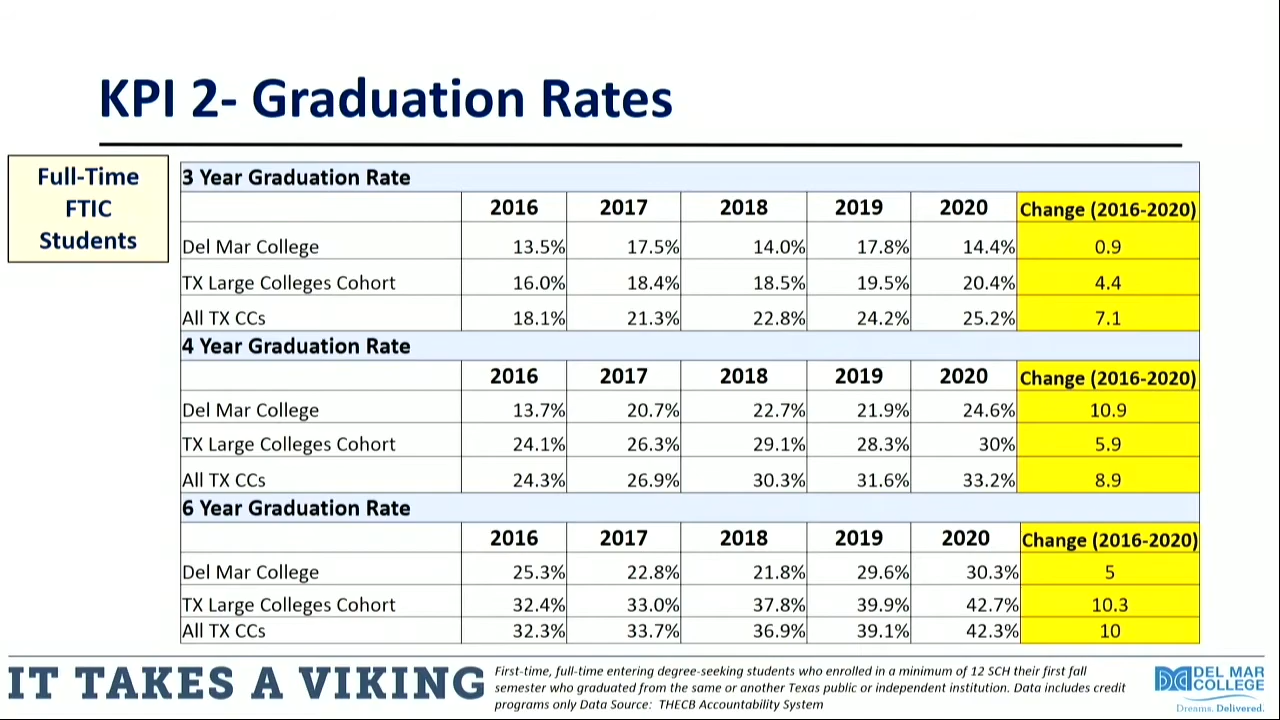 KPI 2- Graduation Rates
Full-Time
FTIC
Students
3 Year Graduation Rate
2016 2017 2018 2019 2020 Change (2016-2020)
Del Mar College 13.5% 17.5% 14.0% 17.8% 14.4% 0.9
TX Large Colleges Cohort 16.0% 18.4% 18.5% 19.5% 20.4% 4.4
All TX CCs 18.1% 21.3% 22.8% 24.2% 25.2% 7.1
4 Year Graduation Rate
2016 2017 2018 2019 2020 Change (2016-2020)
Del Mar College 13.7% 20.7% 22.7% 21.9% 24.6% 10.9
TX Large Colleges Cohort 24.1% 26.3% 29.1% 28.3% 30% 5.9
All TX CCs 24.3% 26.9% 30.3% 31.6% 33.2% 8.9
6 Year Graduation Rate
2016 2017 2018 2019 2020 Change (2016-2020)
Del Mar College 25.3% 22.8% 21.8% 29.6% 30.3% 5
TX Large Colleges Cohort 32.4% 33.0% 37.8% 39.9% 42.7% 10.3
All TX CCs 32.3% 33.7% 36.9% 39.1% 42.3% 10
IT TAKES A VIKING
First-time, full-time entering degree-seeking students who enrolled in a minimum of 12 SCH their first fall
semester who graduated from the same or another Texas public or independent institution. Data includes credit
programs only Data Source: THECB Accountability System
DEL MAR
COLLEGE
Dreams. Delivered.